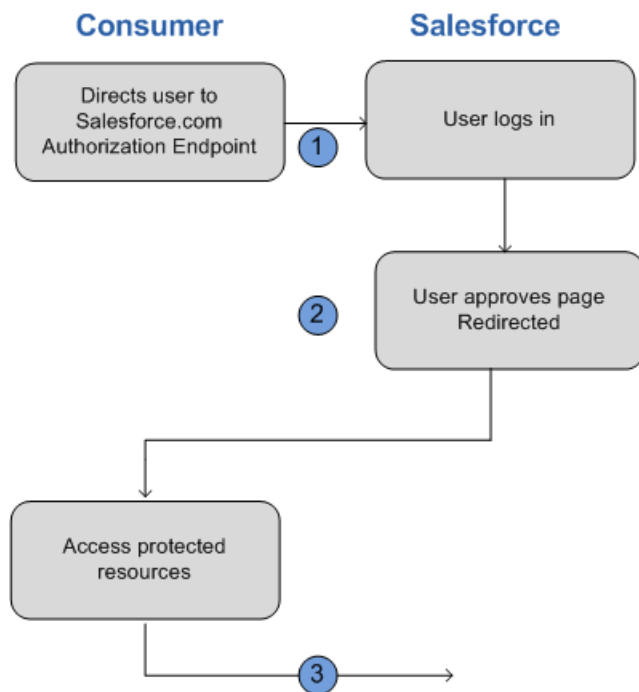 Consumer
Salesforce
Directs user to
Salesforce.com
Authorization Endpoint
1
User logs in
2
User approves page
Redirected
Access protected
resources
3